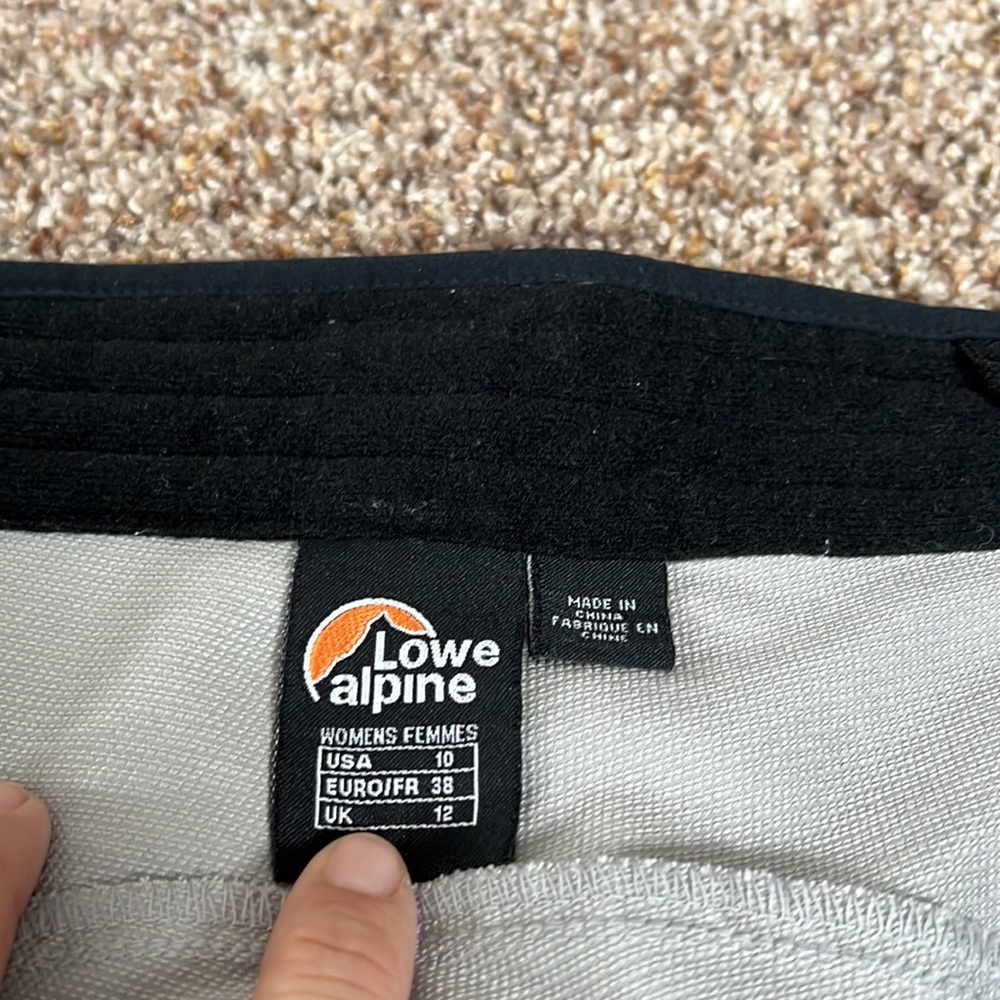 Lowe
alpine
WOMENS FEMMES
USA 10
EURO/FR 38
UK 12
MADE IN
CHINA
FABRIQUE EN
CHINE